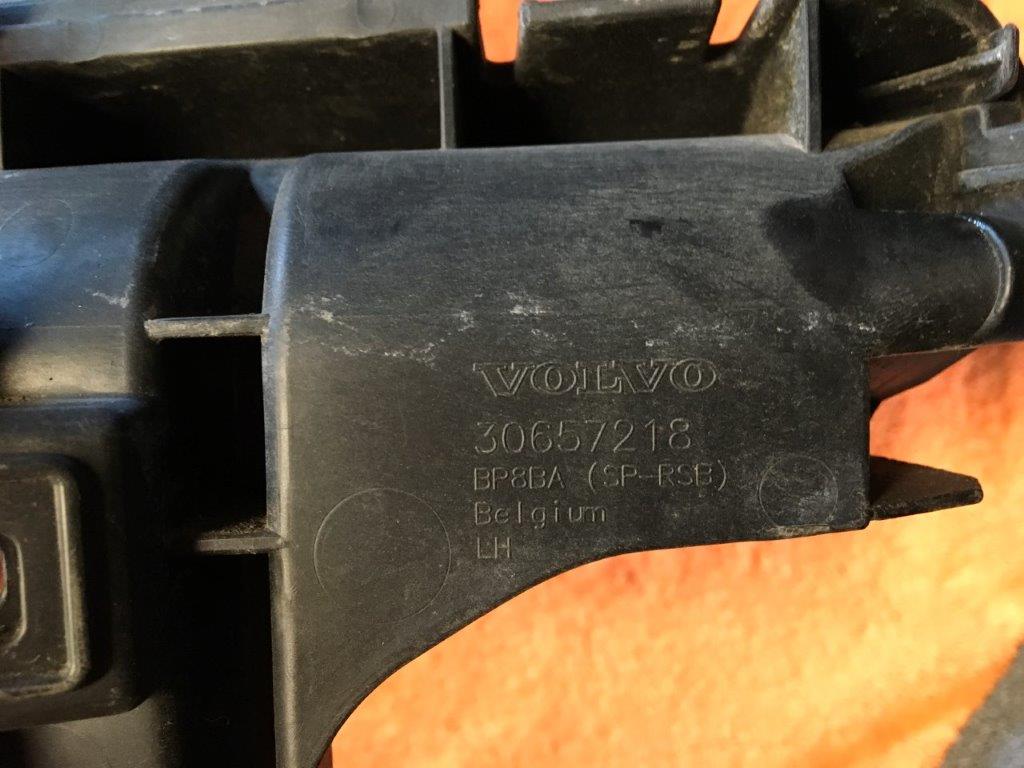 VOLVO
30657218
BP8BA (SP-RSB)
Belgium
LH